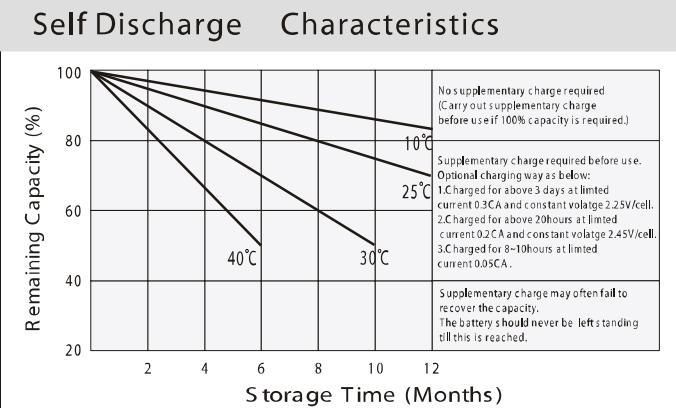 Self Discharge Characteristics
Remaining Capacity (%)
100
80
60
40
20
10℃
25℃
30℃
40℃
2 4 6 8 10 12
Storage Time (Months)
No supplementary charge required
(Carry out supplementary charge
before use if 100% capacity is required.)
Supplementary charge required before use.
Optional charging way as below:
1.Charged for above 3 days at limted
current 0.3CA and constant volatge 2.25V/cell.
2.Charged for above 20hours at limted
current 0.2CA and constant volatge 2.45V/cell.
3.Charged for 8~10hours at limted
current 0.05CA.
Supplementary charge may often fail to
recover the capacity.
The battery should never be left standing
till this is reached.